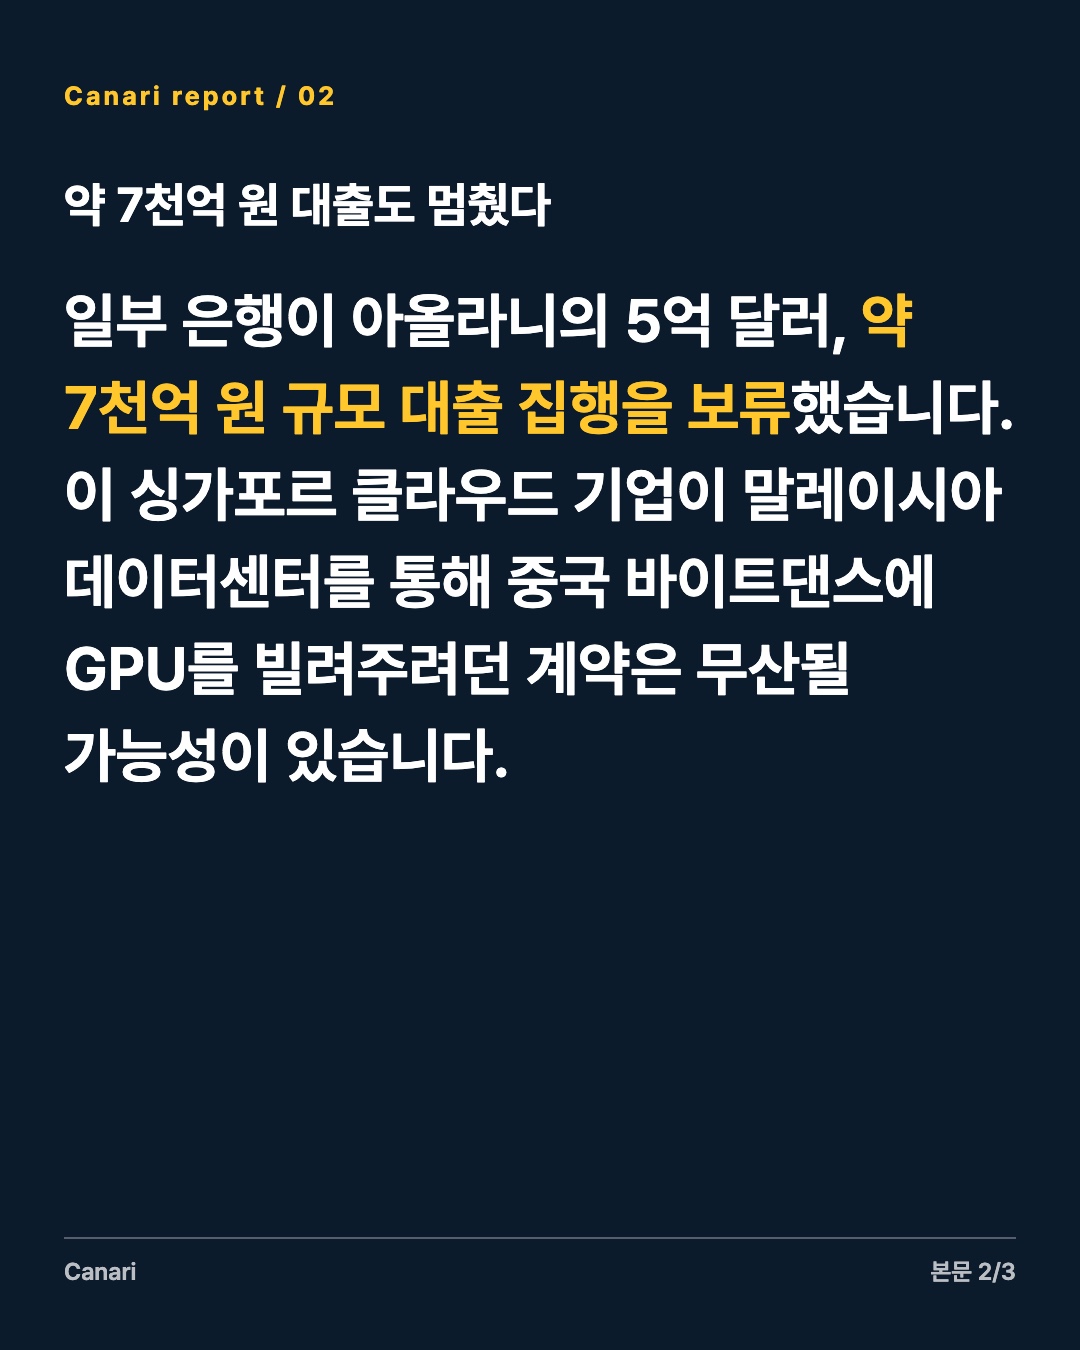 Canari report / 02
약 7천억 원 대출도 멈췄다
일부 은행이 아올라니의 5억 달러, 약
7천억 원 규모 대출 집행을 보류했습니다.
이 싱가포르 클라우드 기업이 말레이시아
데이터센터를 통해 중국 바이트댄스에
GPU를 빌려주려던 계약은 무산될
가능성이 있습니다.
Canari
본문 2/3